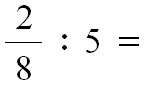 2/8 : 5 =